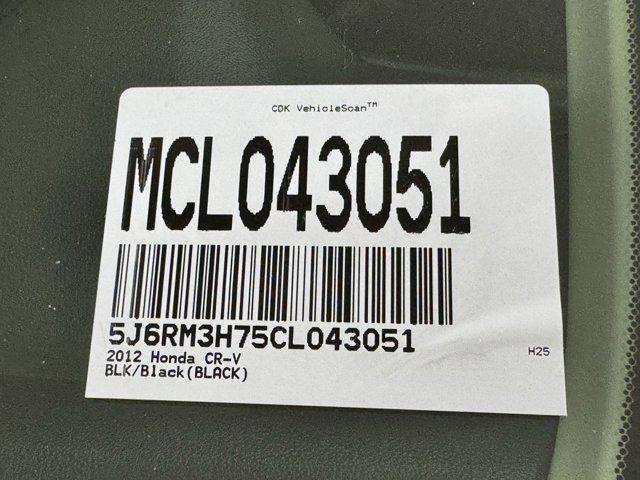 CDK VehicleScan™
MCL043051
5J6RM3H75CL043051
2012 Honda CR-V
BLK/Black(BLACK)
H25